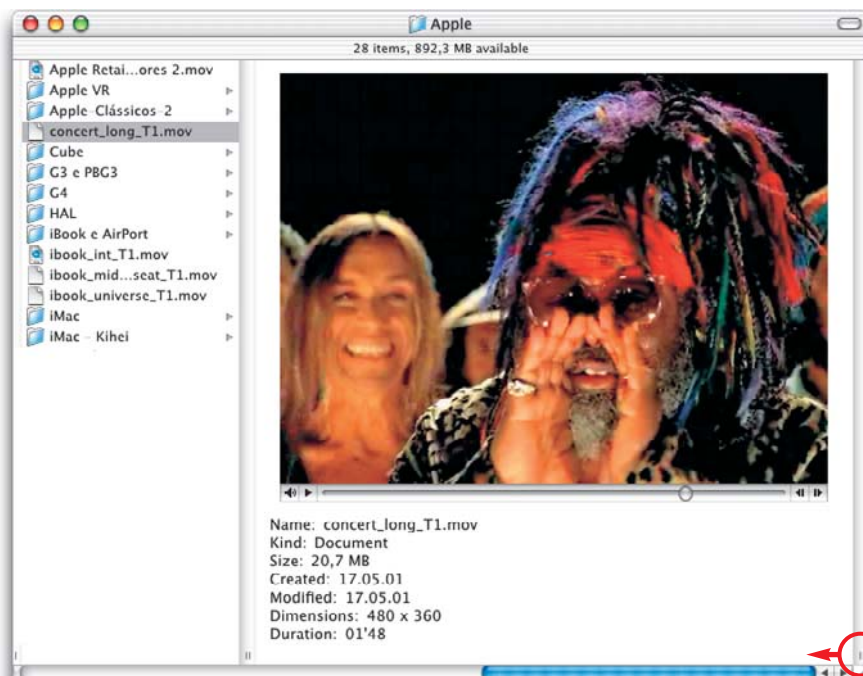 Apple
28 items, 892,3 MB available
Apple Retai...ores 2.mov
Apple VR
Apple-Clássicos-2
concert_long_T1.mov
Cube
G3 e PBG3
G4
HAL
iBook e AirPort
ibook_int_T1.mov
ibook_mid...seat_T1.mov
ibook_universe_T1.mov
iMac
iMac - Kihei
Name: concert_long_T1.mov
Kind: Document
Size: 20,7 MB
Created: 17.05.01
Modified: 17.05.01
Dimensions: 480 x 360
Duration: 01'48